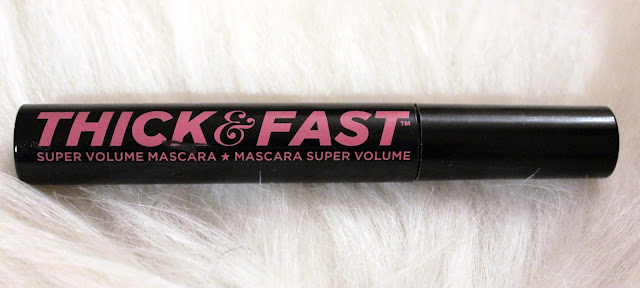 THICK & FAST™
SUPER VOLUME MASCARA ★ MASCARA SUPER VOLUME